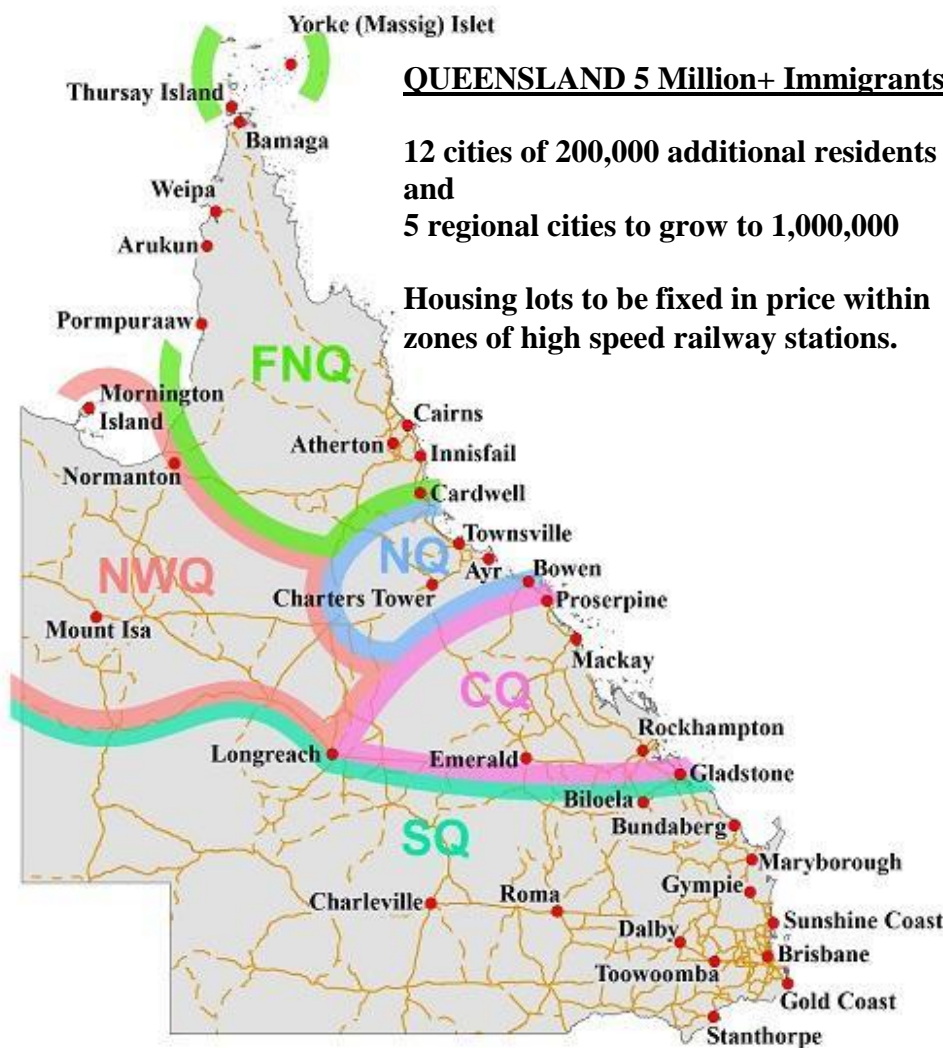 Yorke (Massig) Islet
QUEENSLAND 5 Million+ Immigrants
Thursay Island
Bamaga
12 cities of 200,000 additional residents
and
Weipa
5 regional cities to grow to 1,000,000
Arukun
Housing lots to be fixed in price within
Pormpuraaw
zones of high speed railway stations.
FNQ
Mornington
Island
Cairns
Atherton
Innisfail
Normanton
Cardwell
Townsville
NQ
Ayr
Bowen
NWQ
Charters Tower
Proserpine
Mount Isa
Mackay
CQ
Rockhampton
Longreach
Emerald
Gladstone
Biloela
Bundaberg
SQ
Maryborough
Gympie
Charleville
Roma
Sunshine Coast
Dalby
Brisbane
Toowoomba
Gold Coast
Stanthorpe